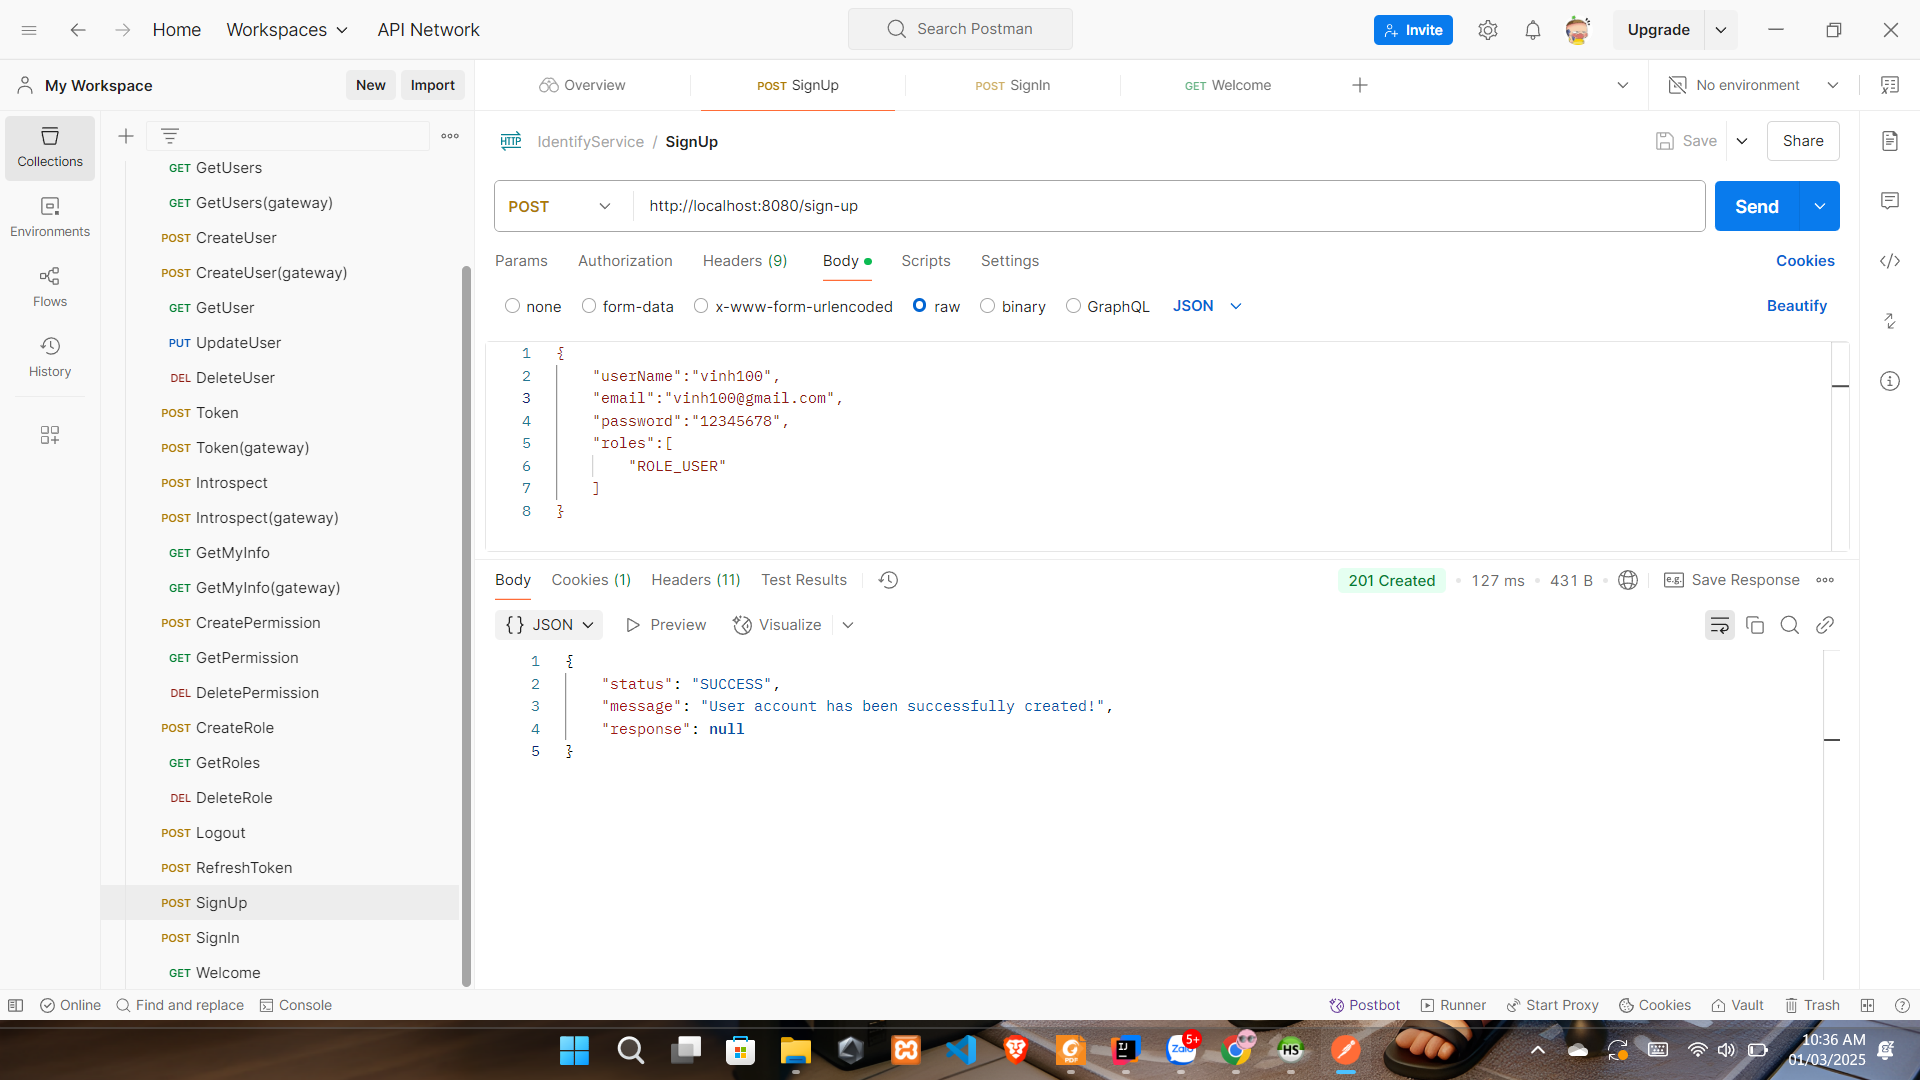 Home
Workspaces
API Network
Search Postman
Invite
Upgrade
My Workspace
New
Import
Overview
POST SignUp
POST SignIn
GET Welcome
No environment
Collections
Environments
Flows
History
GET GetUsers
GET GetUsers(gateway)
POST CreateUser
POST CreateUser(gateway)
GET GetUser
PUT UpdateUser
DEL DeleteUser
POST Token
POST Token(gateway)
POST Introspect
POST Introspect(gateway)
GET GetMyInfo
GET GetMyInfo(gateway)
POST CreatePermission
GET GetPermission
DEL DeletePermission
POST CreateRole
GET GetRoles
DEL DeleteRole
POST Logout
POST RefreshToken
POST SignUp
POST SignIn
GET Welcome
HTTP IdentifyService / SignUp
Save
Share
POST http://localhost:8080/sign-up
Send
Params Authorization Headers (9) Body Scripts Settings
Cookies
none form-data x-www-form-urlencoded raw binary GraphQL JSON
Beautify
1 {
2 "userName":"vinh100",
3 "email":"vinh100@gmail.com",
4 "password":"12345678",
5 "roles":[
6 "ROLE_USER"
7 ]
8 }
Body Cookies (1) Headers (11) Test Results
201 Created 127 ms 431 B
e.g. Save Response
{} JSON Preview Visualize
1 {
2 "status": "SUCCESS",
3 "message": "User account has been successfully created!",
4 "response": null
5 }
Online Find and replace Console
Postbot Runner Start Proxy Cookies Vault Trash
PDF
IJ
Zalo
5+
HS
10:36 AM
01/03/2025